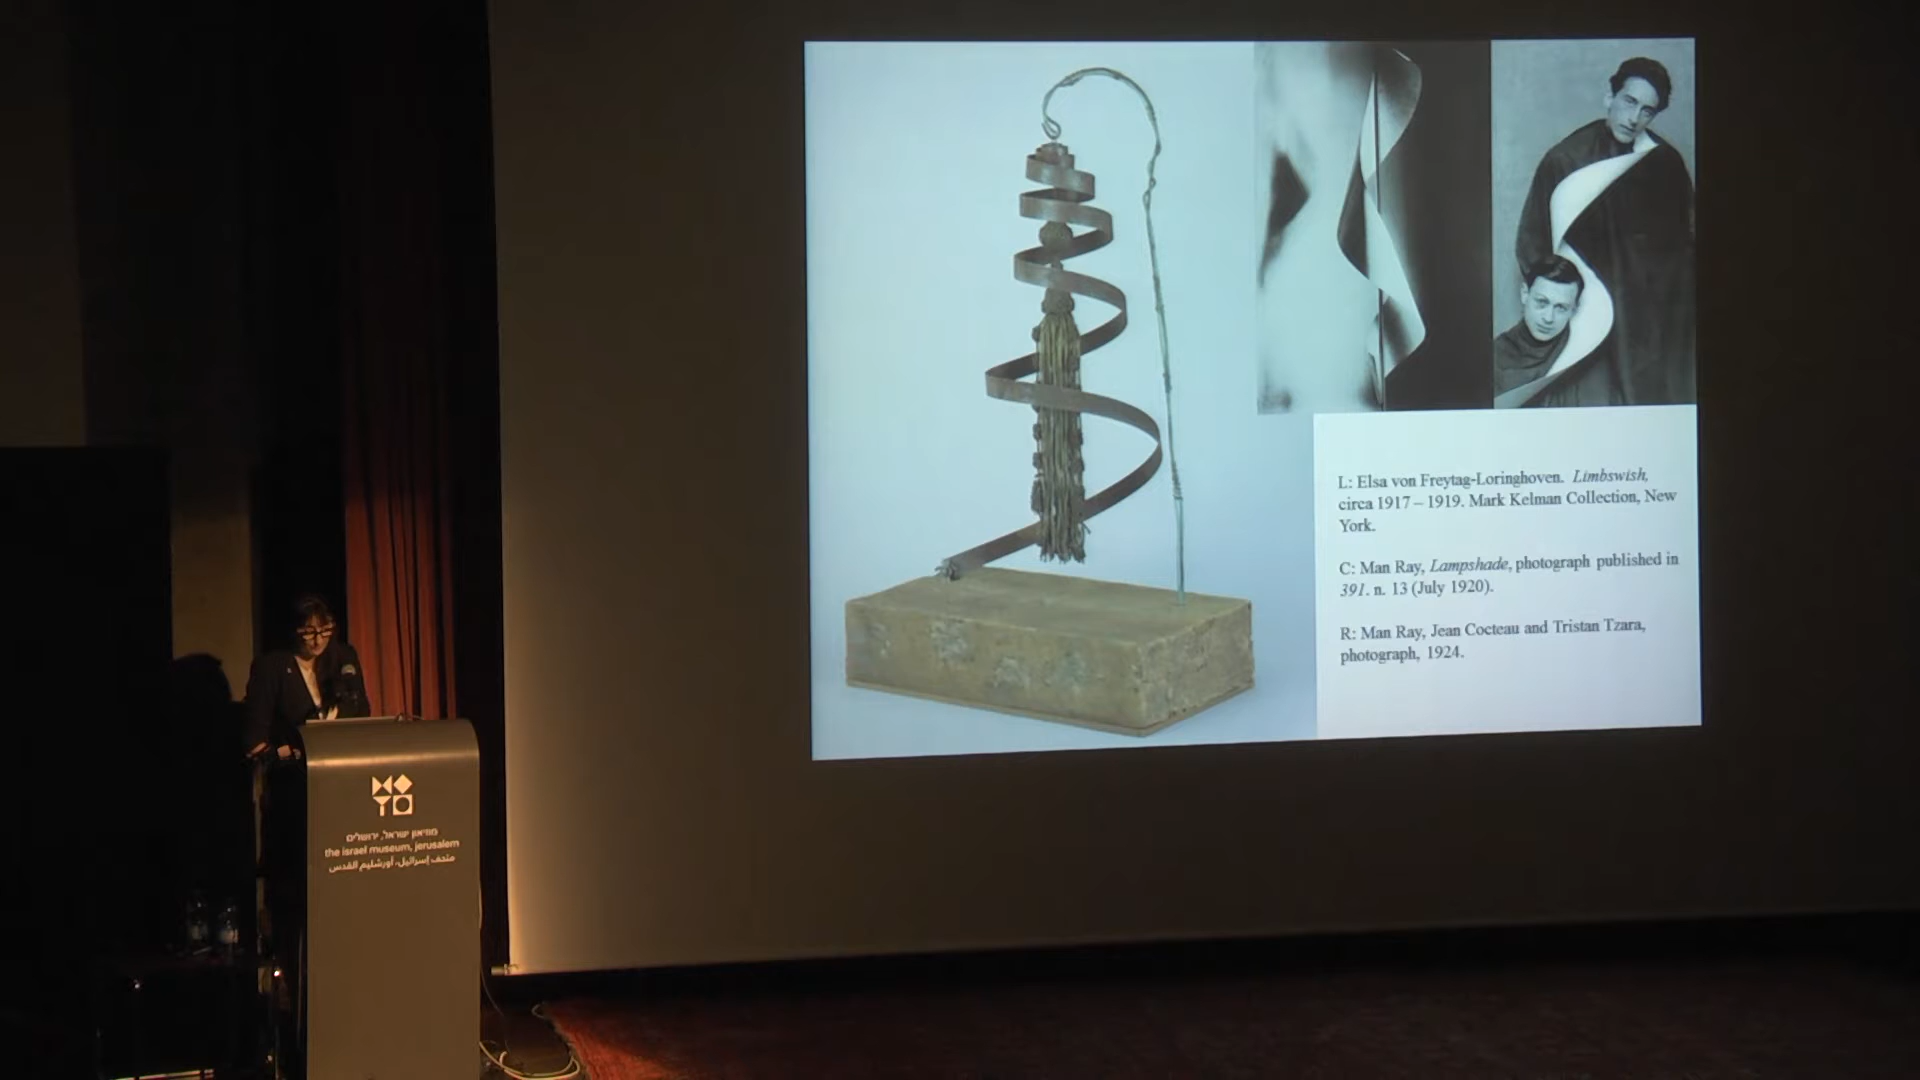 L: Elsa von Freytag-Loringhoven. Limbswish,
circa 1917 – 1919. Mark Kelman Collection, New
York.
C: Man Ray, Lampshade, photograph published in
391. n. 13 (July 1920).
R: Man Ray, Jean Cocteau and Tristan Tzara,
photograph, 1924.
מוזיאון ישראל, ירושלים
the israel museum, jerusalem
متحف إسرائيل، أورشليم القدس